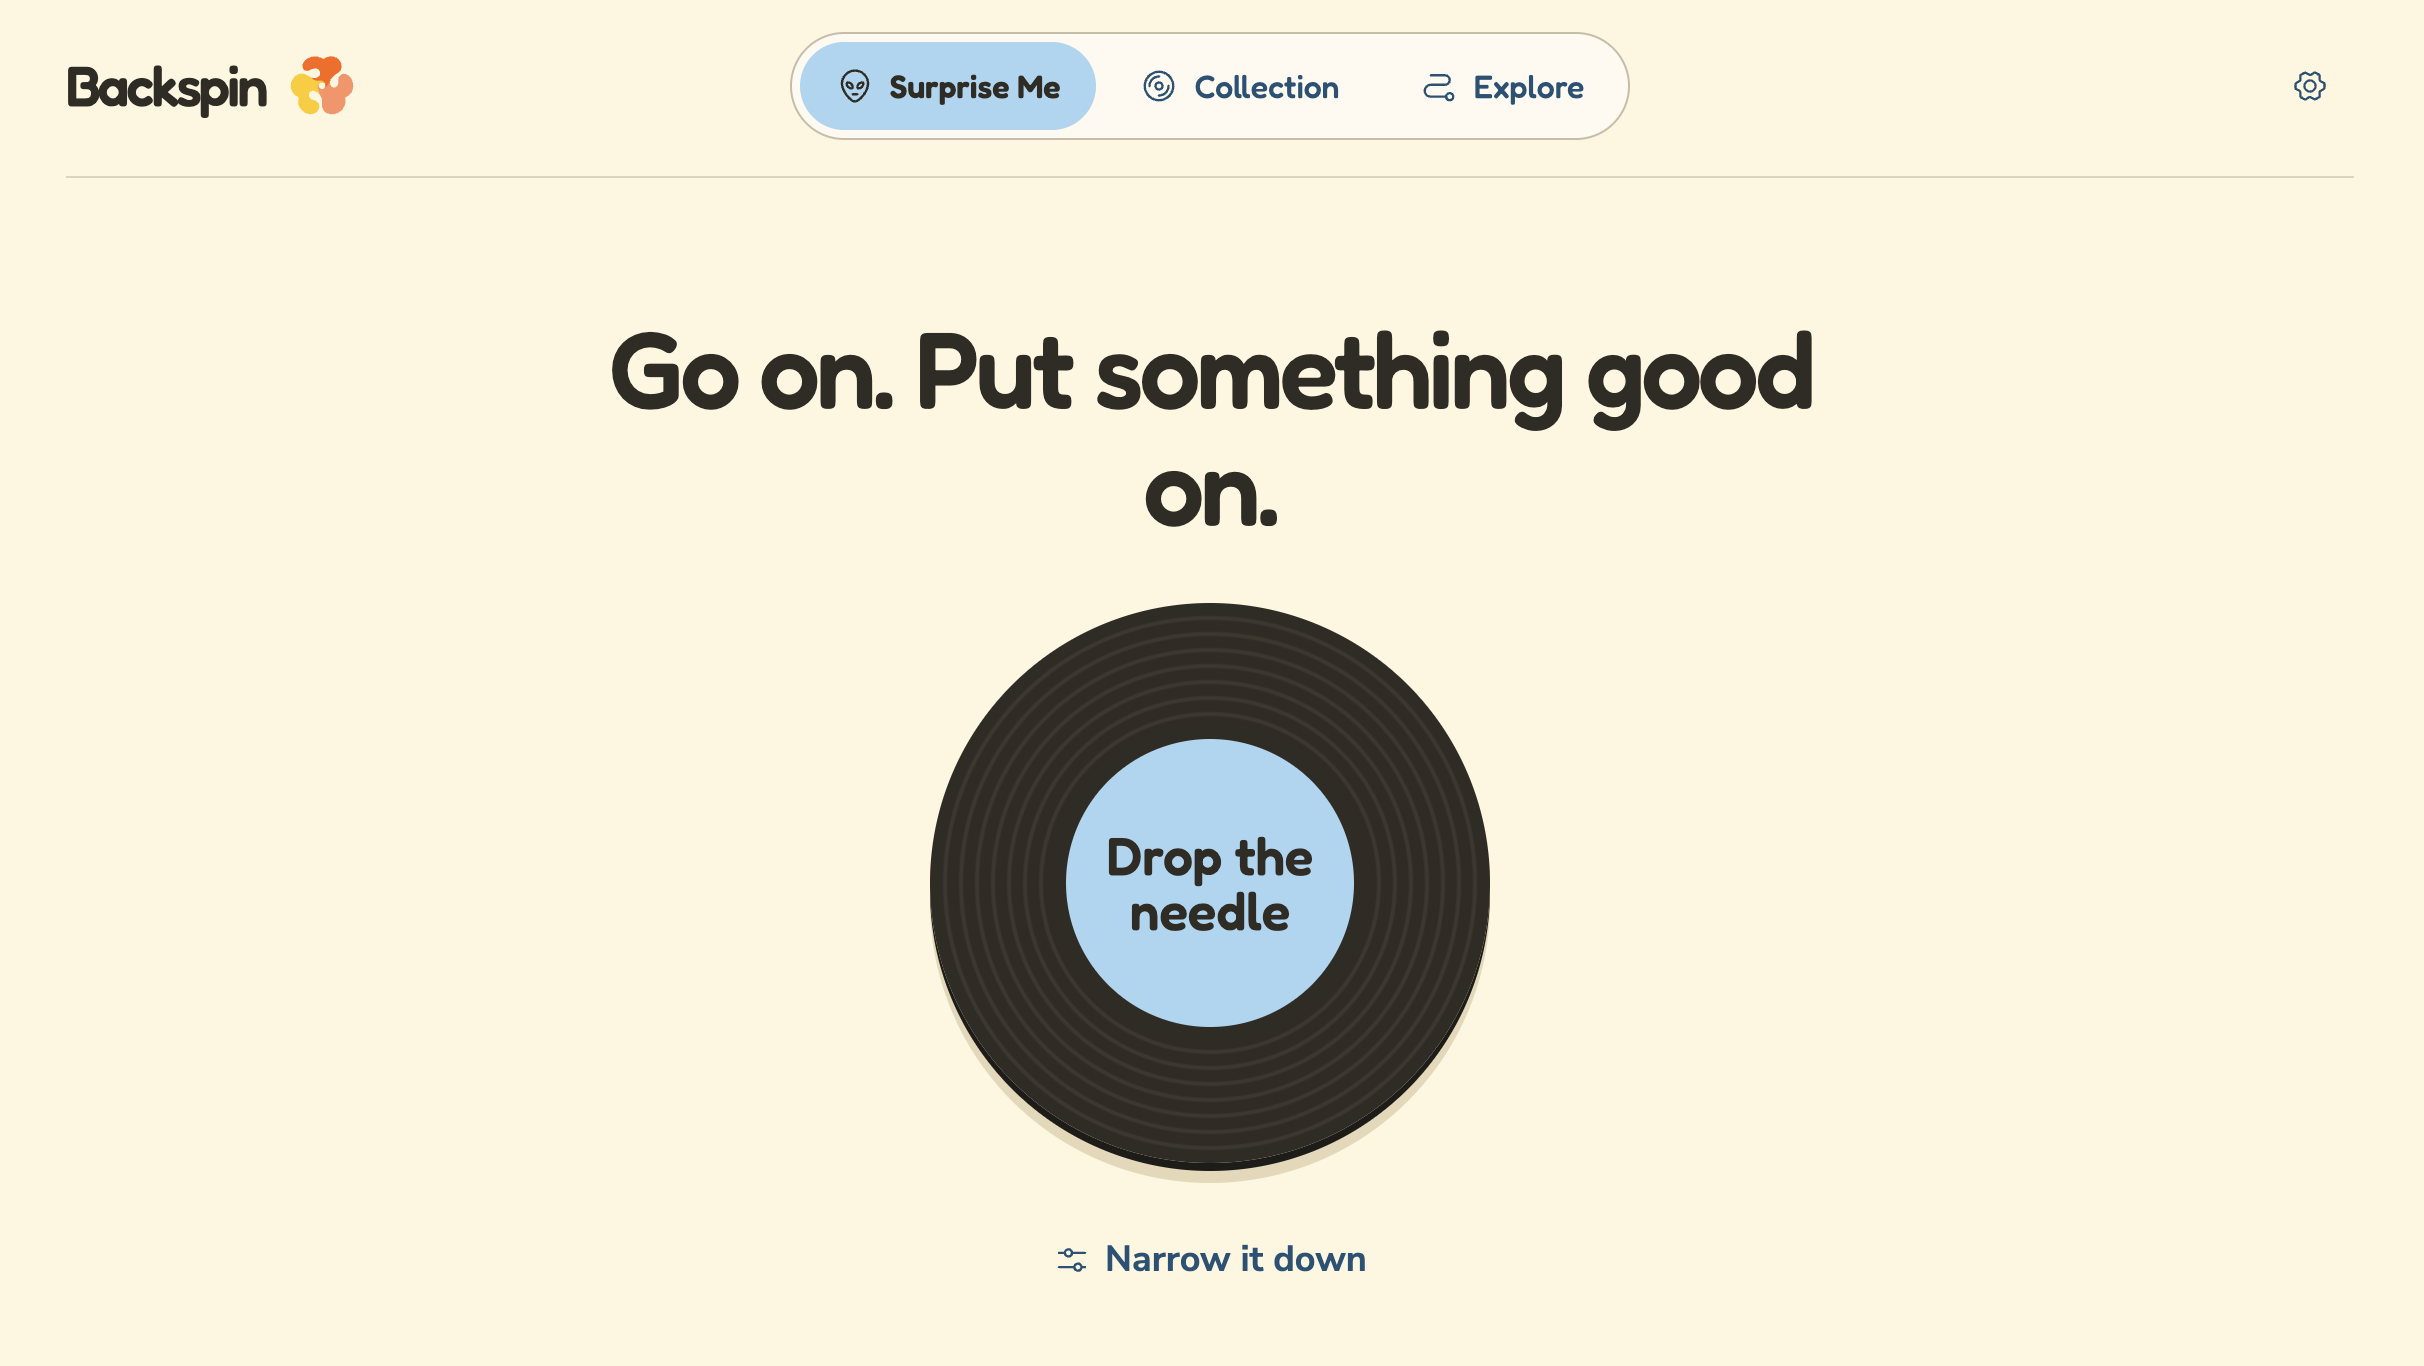 Backspin
Surprise Me
Collection
Explore
Go on. Put something good
on.
Drop the
needle
Narrow it down